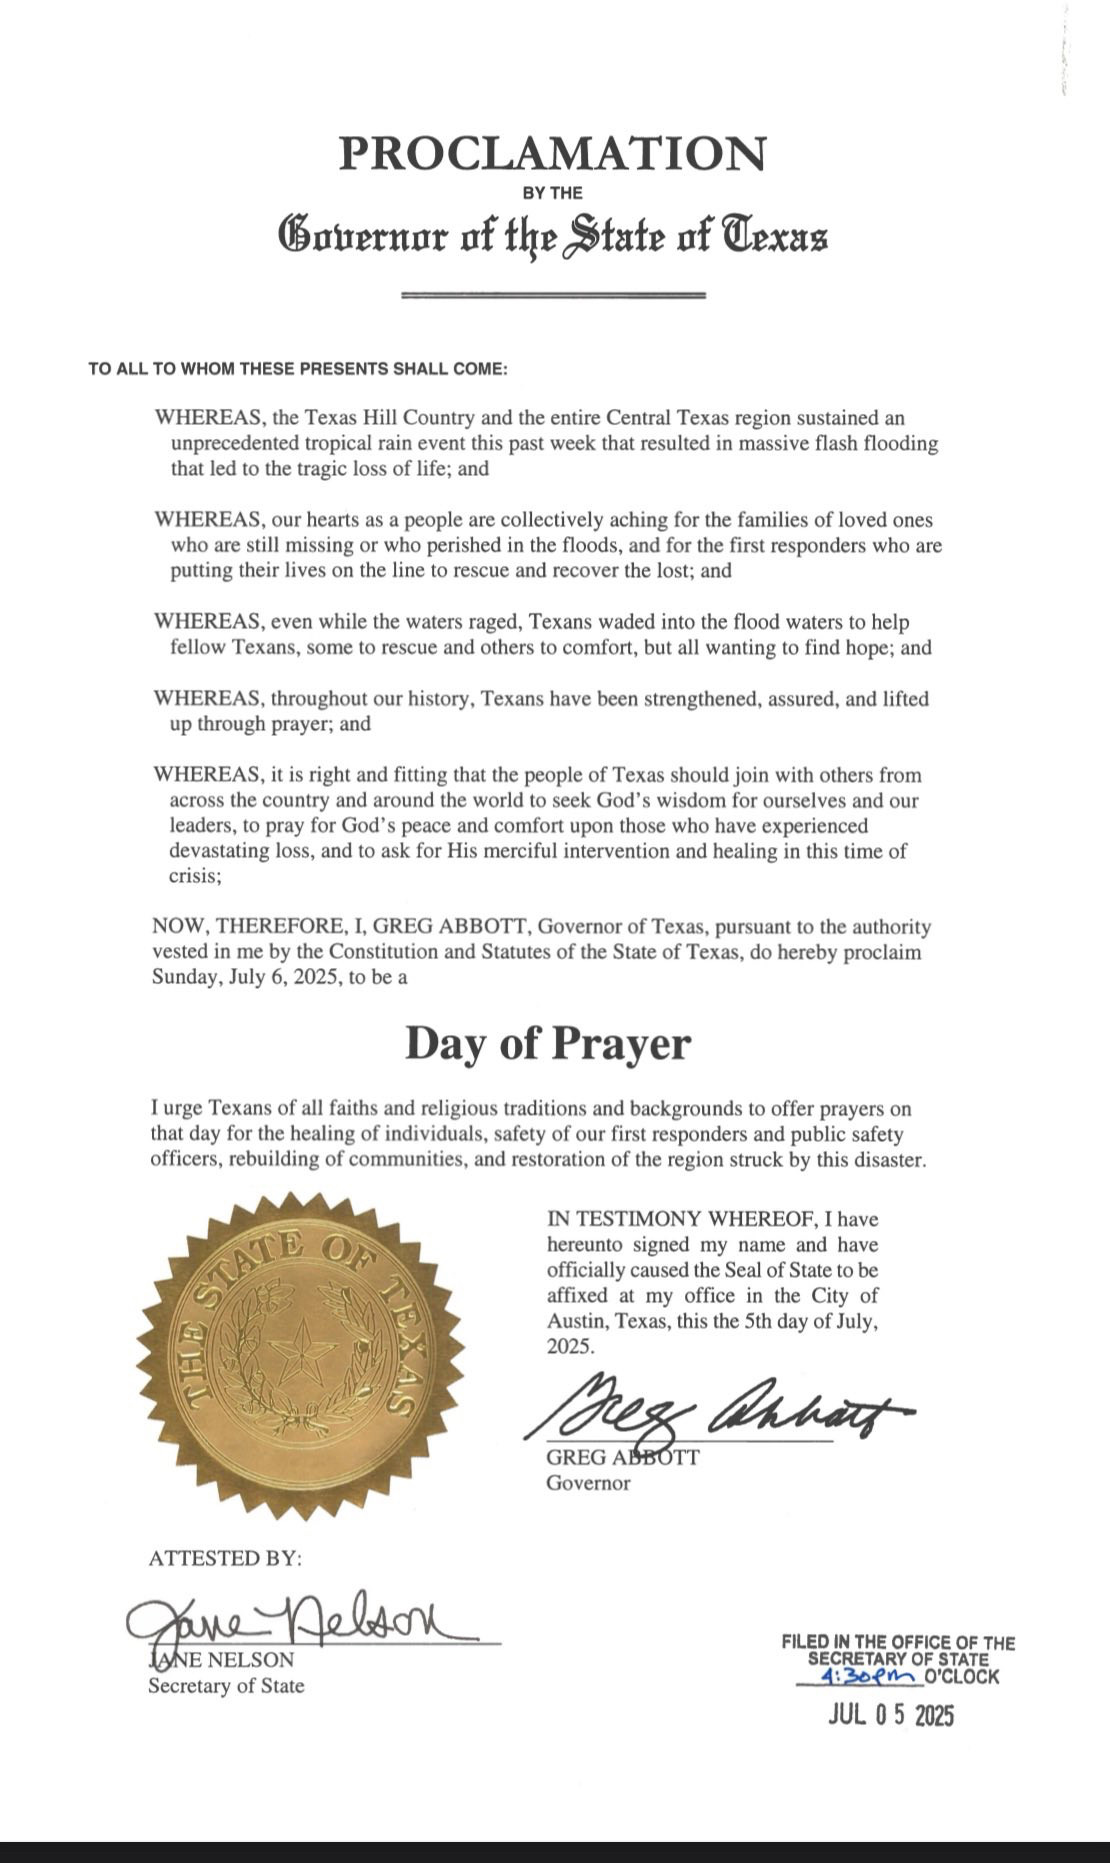 PROCLAMATION
BY THE
Governor of the State of Texas
TO ALL TO WHOM THESE PRESENTS SHALL COME:
WHEREAS, the Texas Hill Country and the entire Central Texas region sustained an
unprecedented tropical rain event this past week that resulted in massive flash flooding
that led to the tragic loss of life; and
WHEREAS, our hearts as a people are collectively aching for the families of loved ones
who are still missing or who perished in the floods, and for the first responders who are
putting their lives on the line to rescue and recover the lost; and
WHEREAS, even while the waters raged, Texans waded into the flood waters to help
fellow Texans, some to rescue and others to comfort, but all wanting to find hope; and
WHEREAS, throughout our history, Texans have been strengthened, assured, and lifted
up through prayer; and
WHEREAS, it is right and fitting that the people of Texas should join with others from
across the country and around the world to seek God's wisdom for ourselves and our
leaders, to pray for God's peace and comfort upon those who have experienced
devastating loss, and to ask for His merciful intervention and healing in this time of
crisis;
NOW, THEREFORE, I, GREG ABBOTT, Governor of Texas, pursuant to the authority
vested in me by the Constitution and Statutes of the State of Texas, do hereby proclaim
Sunday, July 6, 2025, to be a
Day of Prayer
I urge Texans of all faiths and religious traditions and backgrounds to offer prayers on
that day for the healing of individuals, safety of our first responders and public safety
officers, rebuilding of communities, and restoration of the region struck by this disaster.
THE STATE OF TEXAS
IN TESTIMONY WHEREOF, I have
hereunto signed my name and have
officially caused the Seal of State to be
affixed at my office in the City of
Austin, Texas, this the 5th day of July,
2025.
Greg Abbott
GREG ABBOTT
Governor
ATTESTED BY:
Jane Nelson
JANE NELSON
Secretary of State
FILED IN THE OFFICE OF THE
SECRETARY OF STATE
4:30pm O'CLOCK
JUL 05 2025